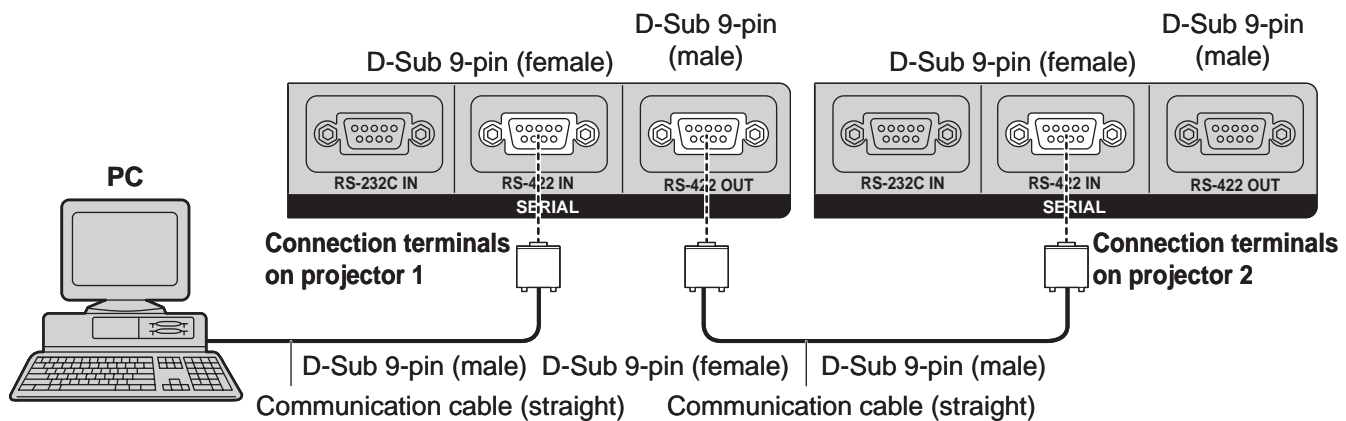 D-Sub 9-pin
(male)
D-Sub 9-pin (female)
D-Sub 9-pin
(male)
D-Sub 9-pin (female)
RS-232C IN
RS-422 IN
RS-422 OUT
SERIAL
RS-232C IN
RS-422 IN
RS-422 OUT
SERIAL
PC
Connection terminals
on projector 1
Connection terminals
on projector 2
D-Sub 9-pin (male)
D-Sub 9-pin (female)
D-Sub 9-pin (male)
Communication cable (straight)
Communication cable (straight)